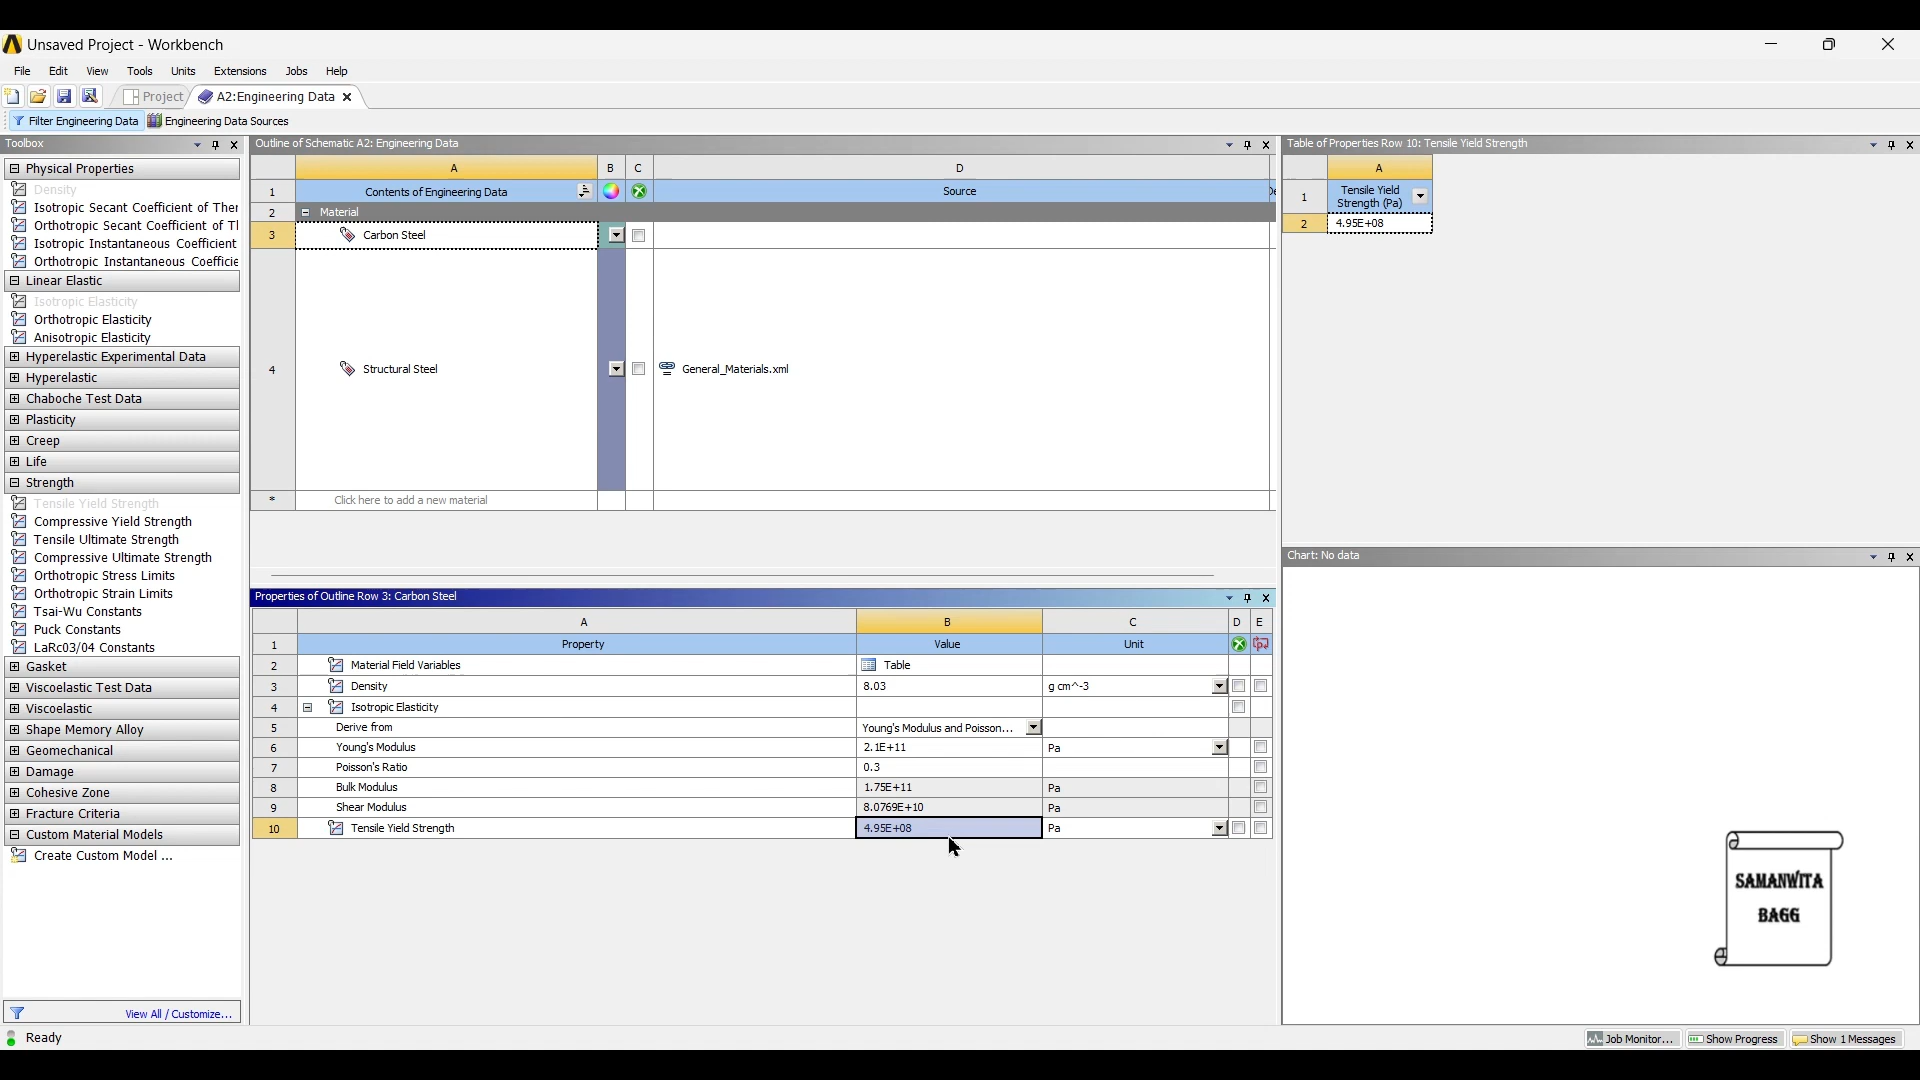 Unsaved Project - Workbench
File Edit View Tools Units Extensions Jobs Help
Project A2:Engineering Data
Filter Engineering Data Engineering Data Sources
Toolbox
Physical Properties
Density
Isotropic Secant Coefficient of Ther
Orthotropic Secant Coefficient of Tl
Isotropic Instantaneous Coefficient
Orthotropic Instantaneous Coefficie
Linear Elastic
Isotropic Elasticity
Orthotropic Elasticity
Anisotropic Elasticity
Hyperelastic Experimental Data
Hyperelastic
Chaboche Test Data
Plasticity
Creep
Life
Strength
Tensile Yield Strength
Compressive Yield Strength
Tensile Ultimate Strength
Compressive Ultimate Strength
Orthotropic Stress Limits
Orthotropic Strain Limits
Tsai-Wu Constants
Puck Constants
LaRc03/04 Constants
Gasket
Viscoelastic Test Data
Viscoelastic
Shape Memory Alloy
Geomechanical
Damage
Cohesive Zone
Fracture Criteria
Custom Material Models
Create Custom Model ...
View All / Customize...
Outline of Schematic A2: Engineering Data
A B C D
1 Contents of Engineering Data Source De
2 Material
3 Carbon Steel
4 Structural Steel General_Materials.xml
* Click here to add a new material
Properties of Outline Row 3: Carbon Steel
A B C D E
1 Property Value Unit
2 Material Field Variables Table
3 Density 8.03 g cm^-3
4 Isotropic Elasticity
5 Derive from Young's Modulus and Poisson...
6 Young's Modulus 2.1E+11 Pa
7 Poisson's Ratio 0.3
8 Bulk Modulus 1.75E+11 Pa
9 Shear Modulus 8.0769E+10 Pa
10 Tensile Yield Strength 4.95E+08 Pa
Table of Properties Row 10: Tensile Yield Strength
A
1 Tensile Yield
Strength (Pa)
2 4.95E+08
Chart: No data
SAMANWITA
BAGG
Ready
Job Monitor... Show Progress Show 1 Messages